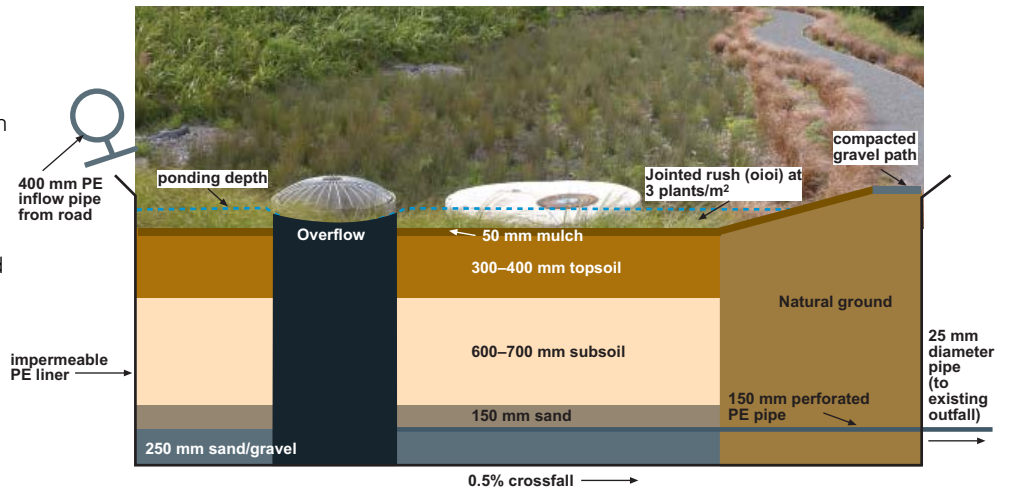 n
d
400 mm PE
inflow pipe
from road
ponding depth
Jointed rush (oioi) at
3 plants/m²
compacted
gravel path
Overflow
50 mm mulch
300–400 mm topsoil
Natural ground
600–700 mm subsoil
impermeable
PE liner
25 mm
diameter
pipe
(to
existing
outfall)
150 mm perforated
PE pipe
150 mm sand
250 mm sand/gravel
0.5% crossfall